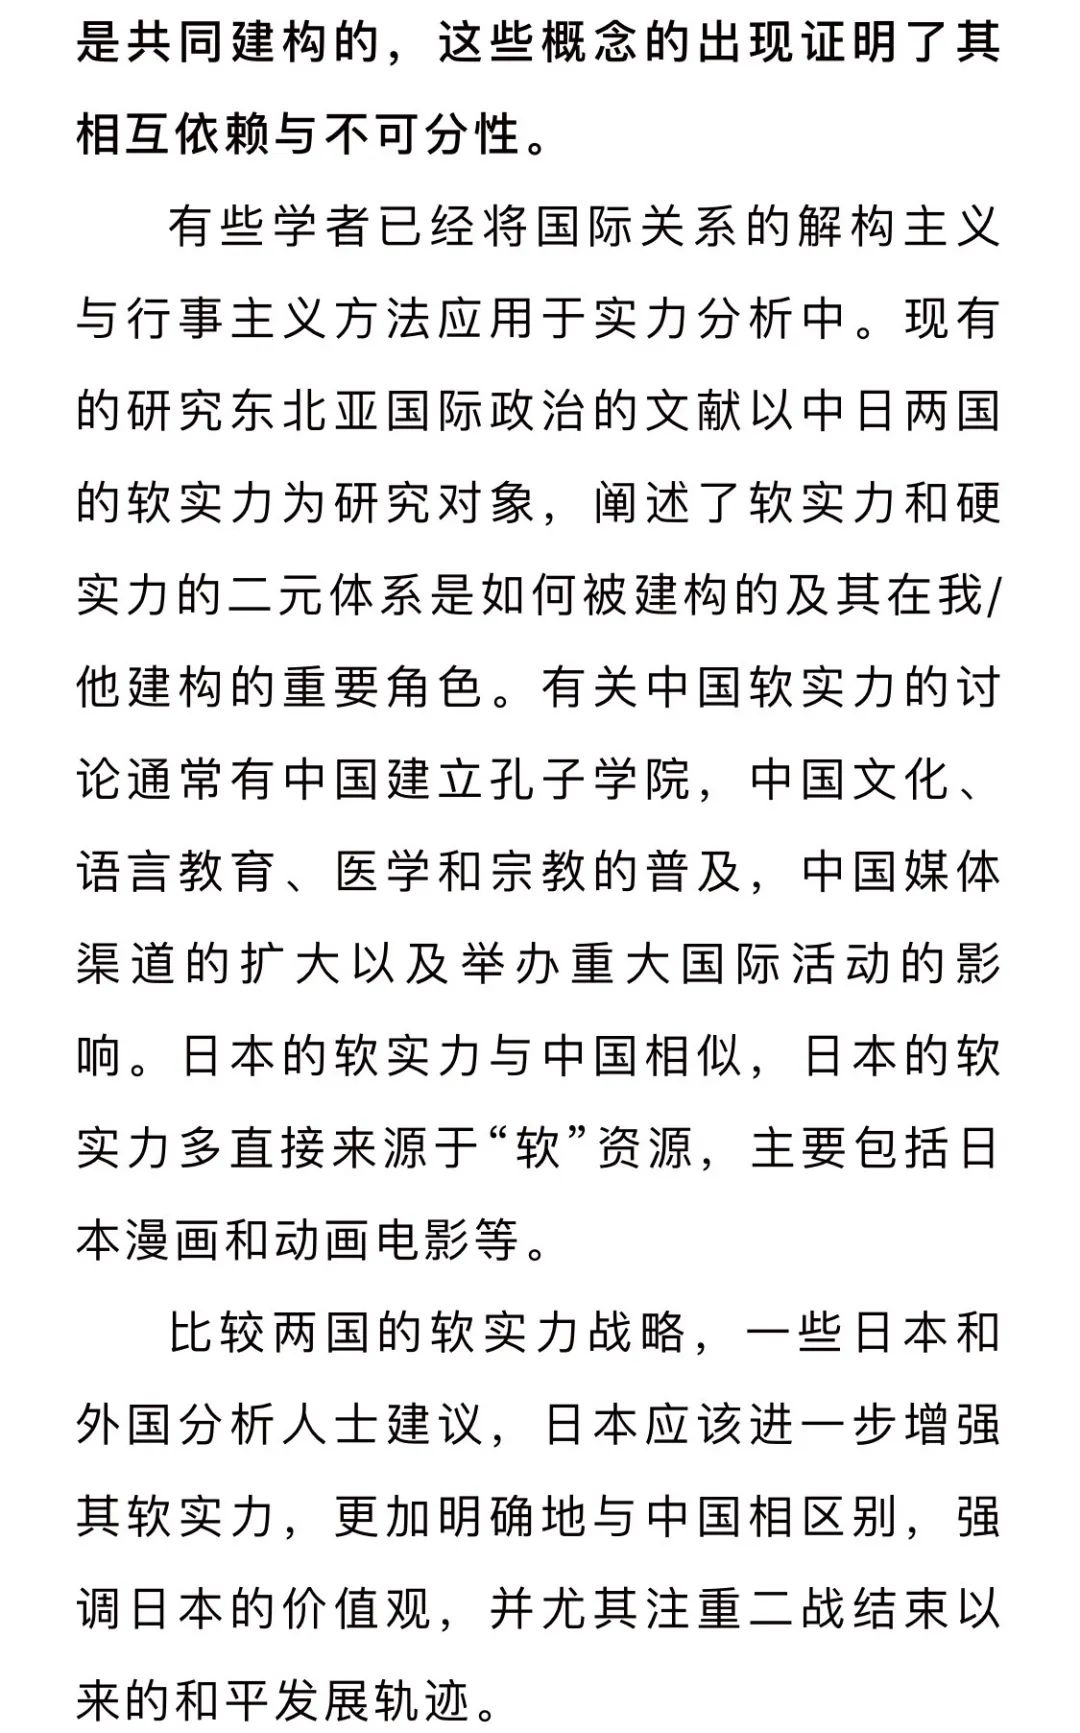 是共同建构的，这些概念的出现证明了其
相互依赖与不可分性。
有些学者已经将国际关系的解构主义
与行事主义方法应用于实力分析中。现有
的研究东北亚国际政治的文献以中日两国
的软实力为研究对象，阐述了软实力和硬
实力的二元体系是如何被建构的及其在我/
他建构的重要角色。有关中国软实力的讨
论通常有中国建立孔子学院，中国文化、
语言教育、医学和宗教的普及，中国媒体
渠道的扩大以及举办重大国际活动的影
响。日本的软实力与中国相似，日本的软
实力多直接来源于“软”资源，主要包括日
本漫画和动画电影等。
比较两国的软实力战略，一些日本和
外国分析人士建议，日本应该进一步增强
其软实力，更加明确地与中国相区别，强
调日本的价值观，并尤其注重二战结束以
来的和平发展轨迹。